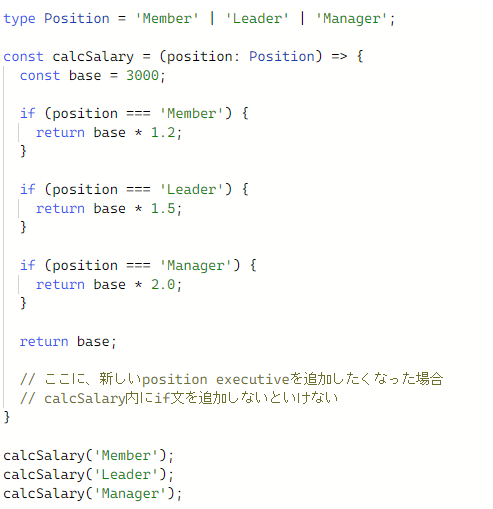 type Position = 'Member' | 'Leader' | 'Manager';

const calcSalary = (position: Position) => {
  const base = 3000;

  if (position === 'Member') {
    return base * 1.2;
  }

  if (position === 'Leader') {
    return base * 1.5;
  }

  if (position === 'Manager') {
    return base * 2.0;
  }

  return base;

  // ここに、新しいposition executiveを追加したくなった場合
  // calcSalary内にif文を追加しないといけない
}

calcSalary('Member');
calcSalary('Leader');
calcSalary('Manager');